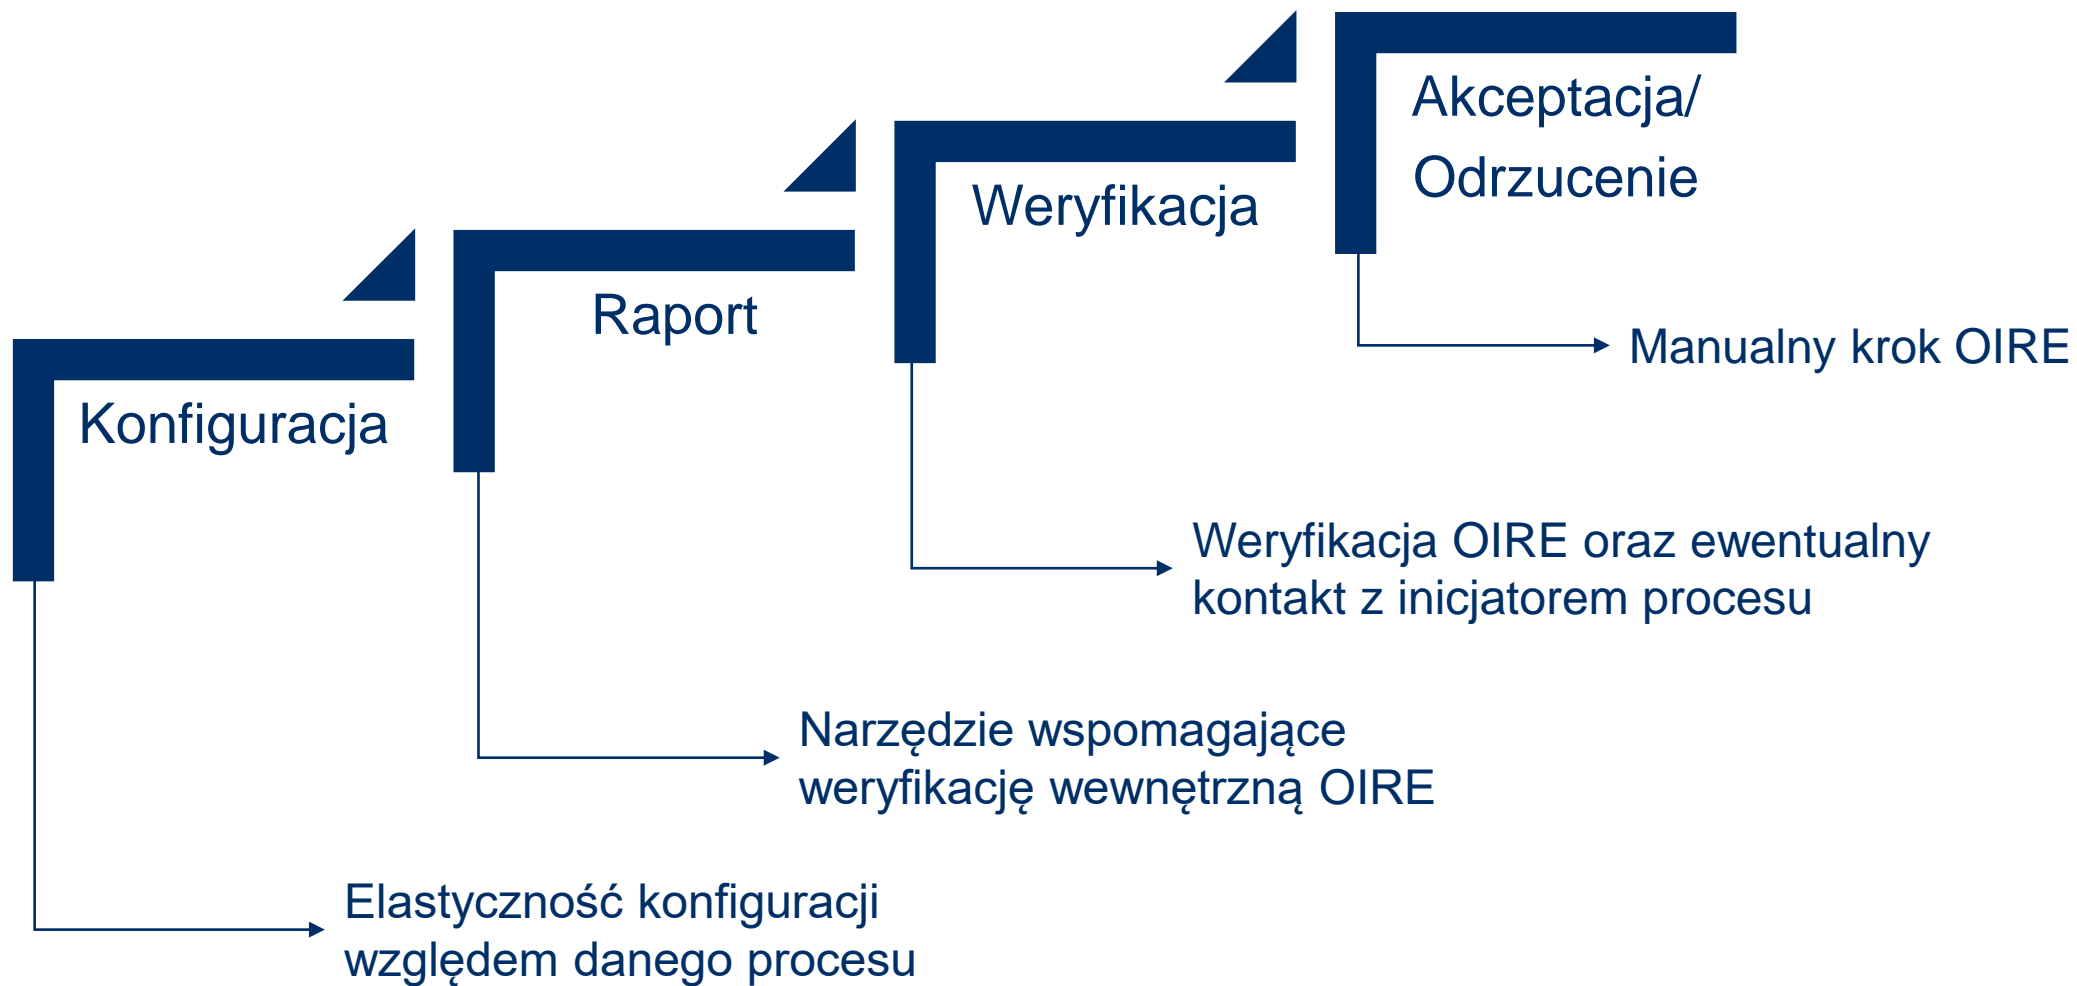 Akceptacja/
Odrzucenie
Weryfikacja
Raport
Konfiguracja
Manualny krok OIRE
Weryfikacja OIRE oraz ewentualny
kontakt z inicjatorem procesu
Narzędzie wspomagające
weryfikację wewnętrzną OIRE
Elastyczność konfiguracji
względem danego procesu